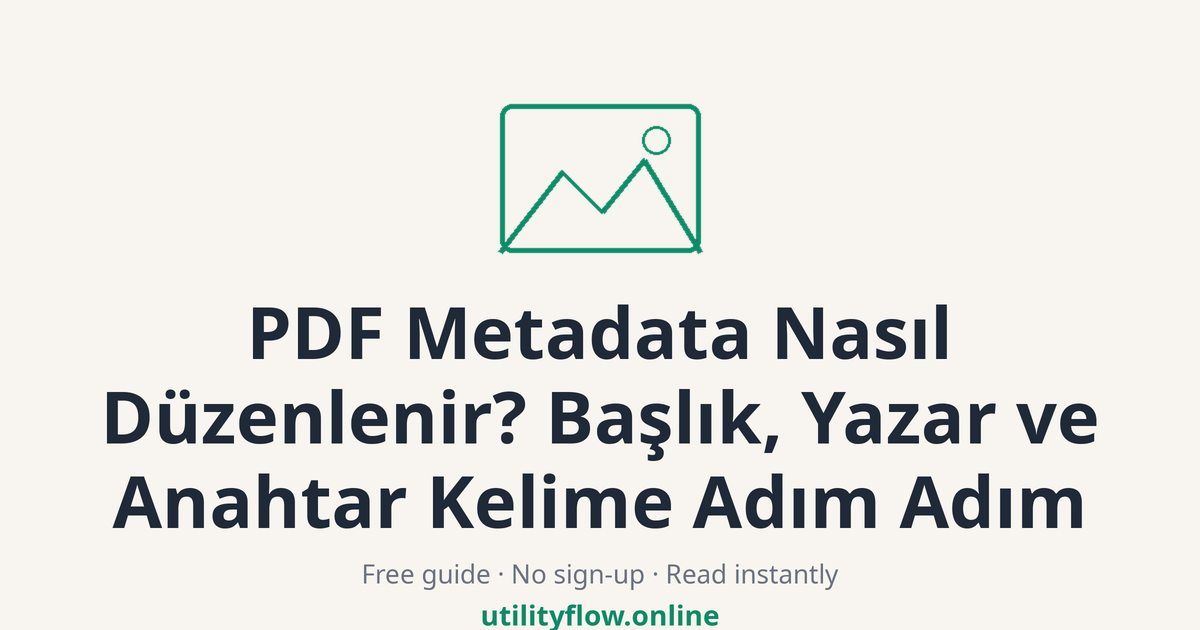 PDF Metadata Nasıl
Düzenlenir? Başlık, Yazar ve
Anahtar Kelime Adım Adım
Free guide · No sign-up · Read instantly
utilityflow.online